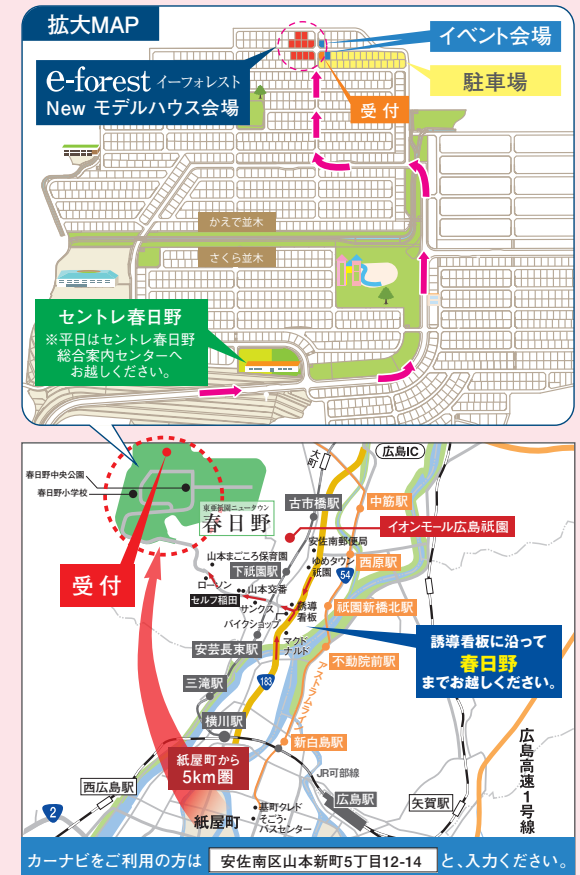 拡大MAP
イベント会場
e-forest イーフォレスト
New モデルハウス会場
駐車場
受付
かえで並木
さくら並木
セントレ春日野
※平日はセントレ春日野
総合案内センターへ
お越しください。
大町
広島IC
春日野中央公園
春日野小学校
古市橋駅
中筋駅
東亜祇園ニュータウン
春日野
イオンモール広島祇園
安佐南郵便局
山本まごころ保育園
ゆめタウン
祇園
西原駅
下祇園駅
54
受付
ローソン
山本交番
セルフ稲田
サンクス
誘導
看板
祇園新橋北駅
バイクショップ
マクド
ナルド
誘導看板に沿って
春日野
までお越しください。
安芸長束駅
不動院前駅
アストラムライン
三滝駅
183
横川駅
新白島駅
紙屋町から
5km圏
JR可部線
広島高速1号線
西広島駅
広島駅
矢賀駅
2
紙屋町
基町クレド
そごう・
バスセンター
カーナビをご利用の方は 安佐南区山本新町5丁目12-14 と、入力ください。